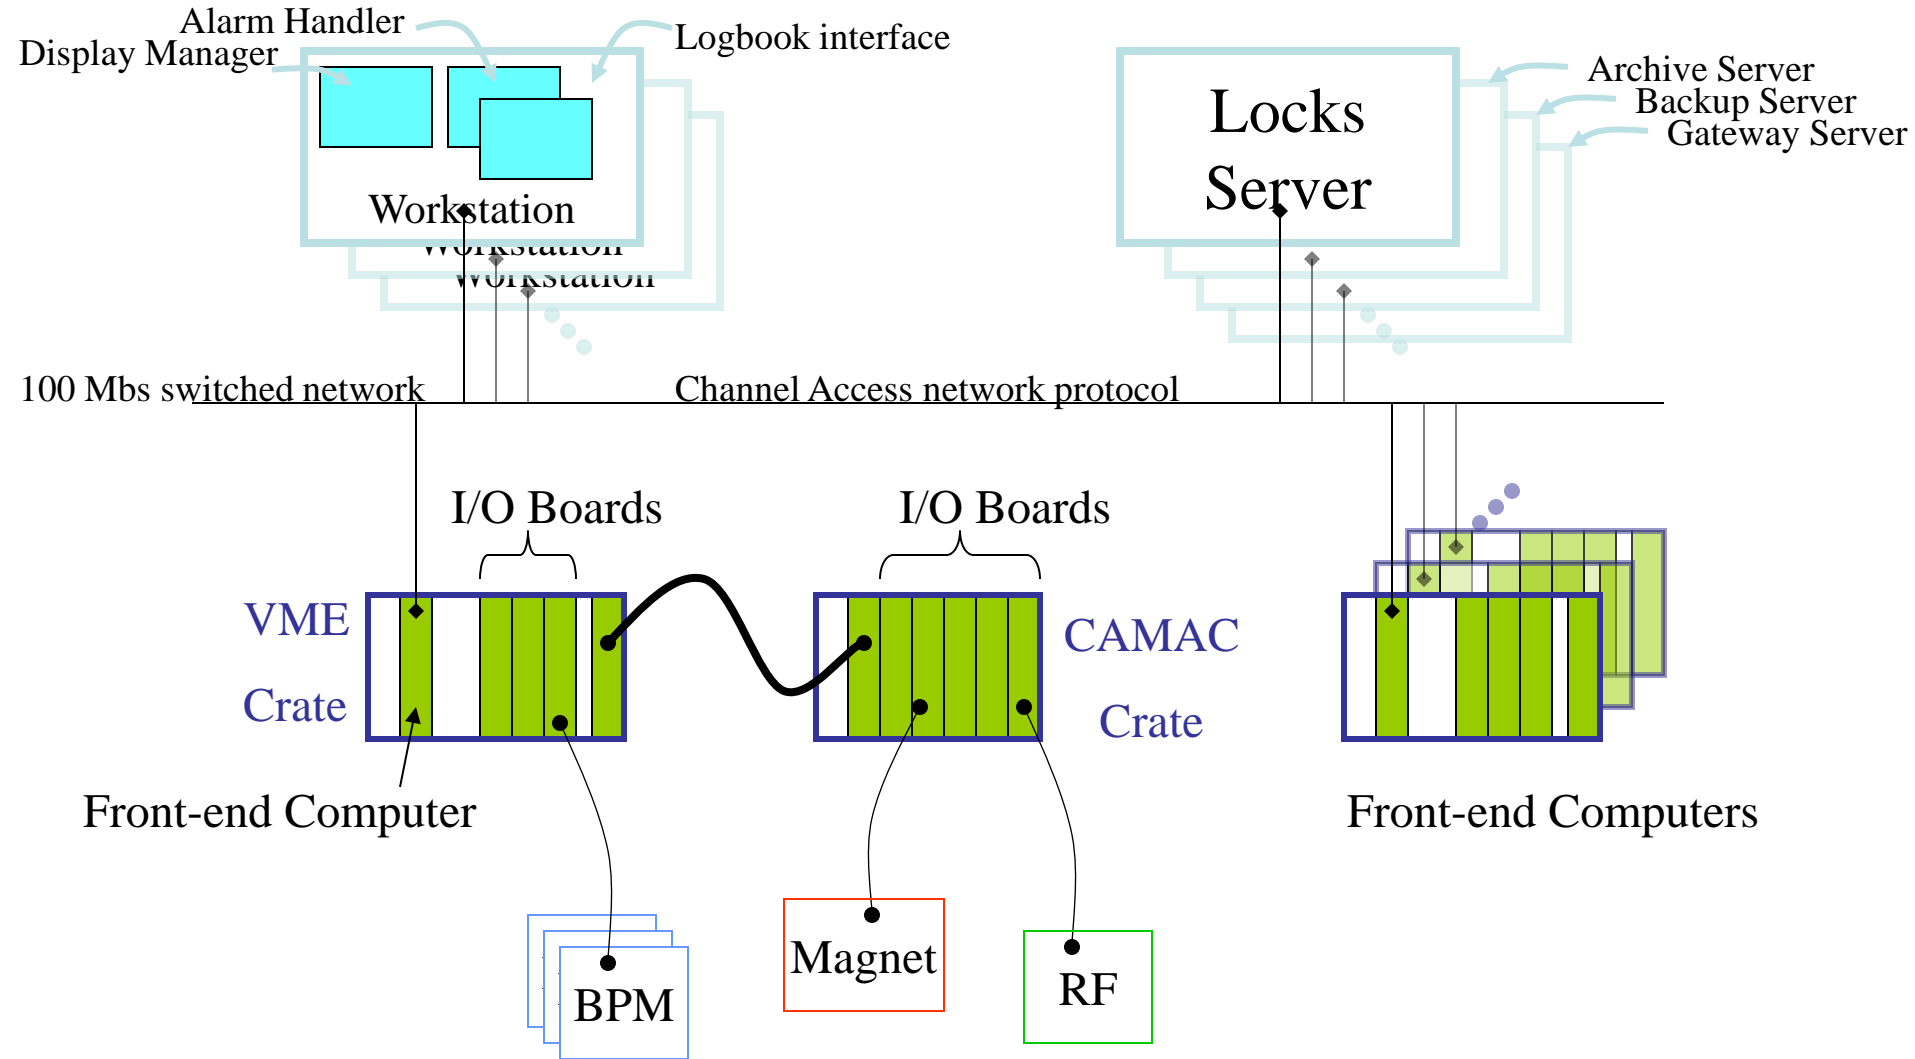 Alarm Handler
Display Manager
Logbook interface
Archive Server
Backup Server
Gateway Server
Locks
Server
Workstation
Workstation
Workstation
100 Mbs switched network
Channel Access network protocol
I/O Boards
I/O Boards
VME
Crate
CAMAC
Crate
Front-end Computer
Front-end Computers
Magnet
RF
BPM